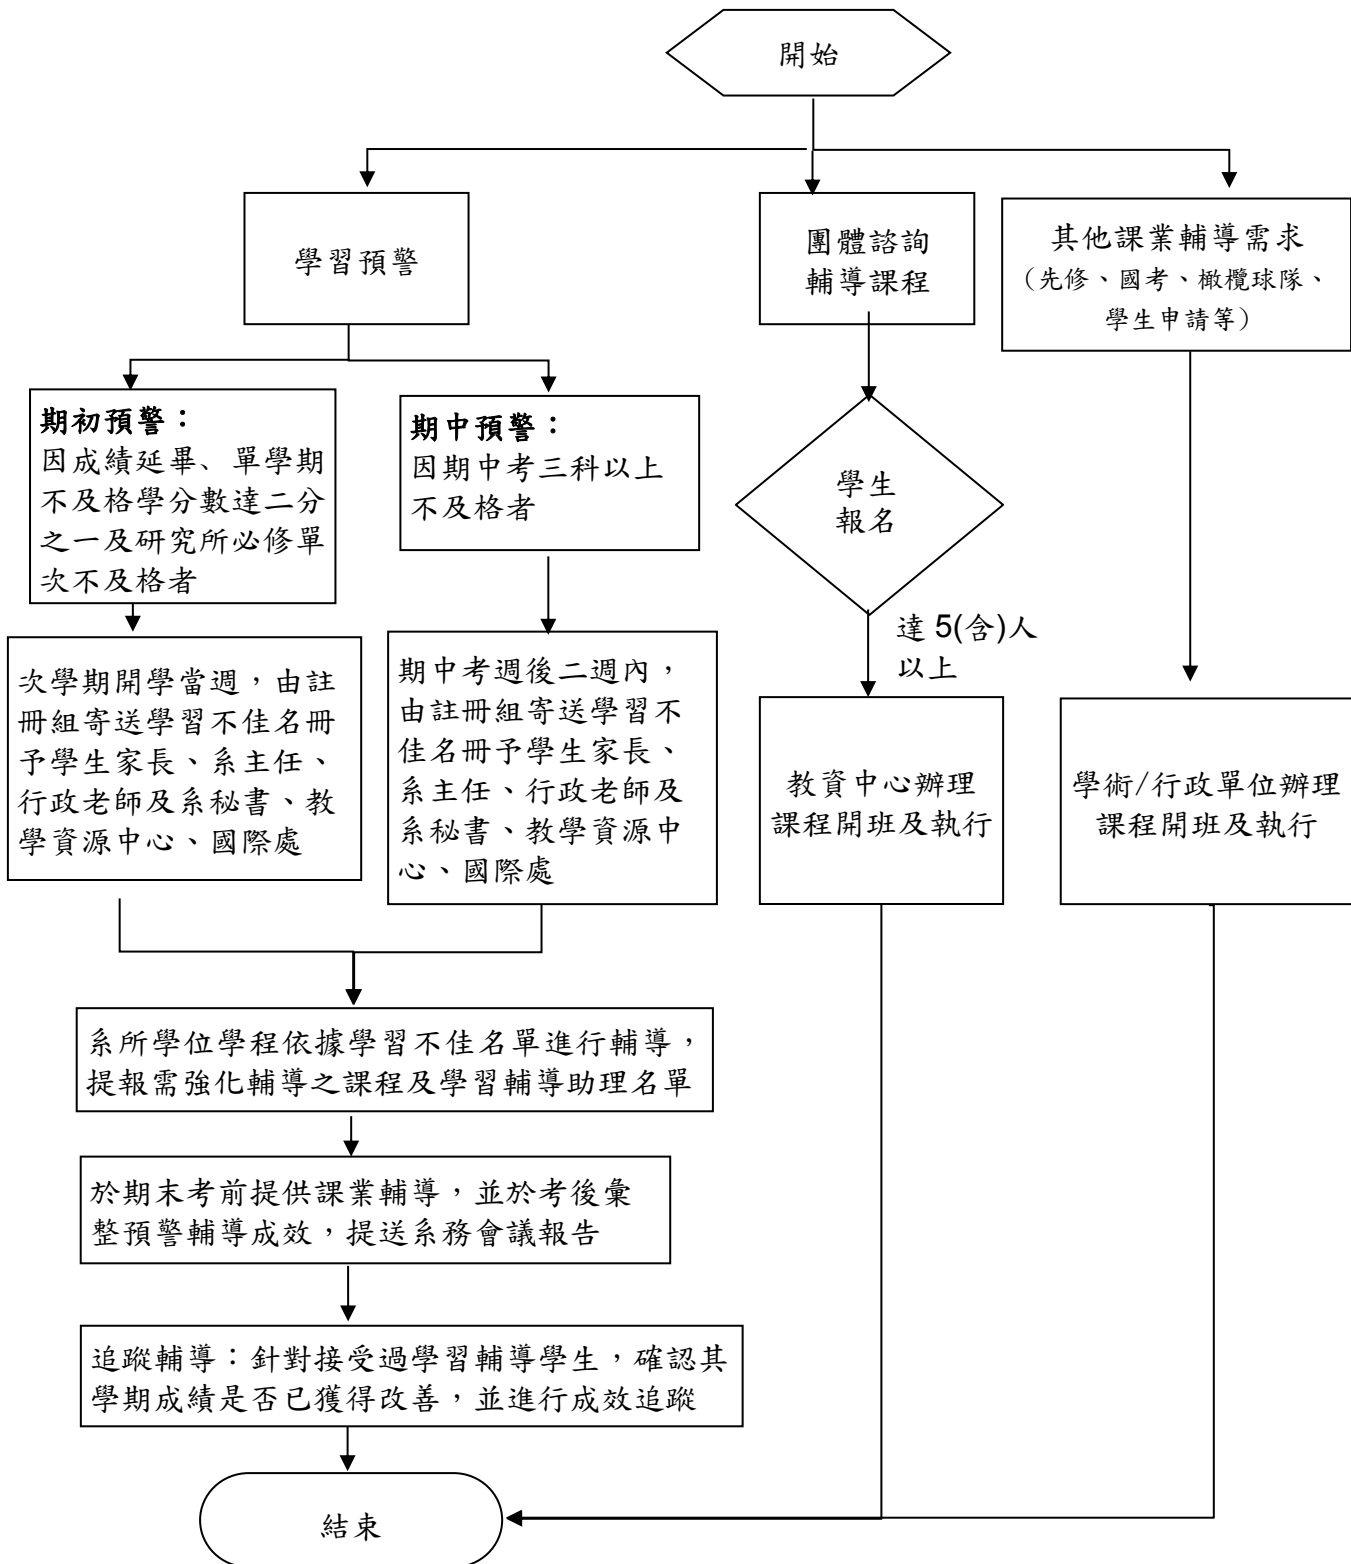 開始
學習預警
團體諮詢
輔導課程
其他課業輔導需求
（先修、國考、橄欖球隊、
學生申請等）
期初預警：
因成績延畢、單學期
不及格學分數達二分
之一及研究所必修單
次不及格者
期中預警：
因期中考三科以上
不及格者
學生
報名
達 5(含)人
以上
次學期開學當週，由註
冊組寄送學習不佳名冊
予學生家長、系主任、
行政老師及系秘書、教
學資源中心、國際處
期中考週後二週內，
由註冊組寄送學習不
佳名冊予學生家長、
系主任、行政老師及
系秘書、教學資源中
心、國際處
教資中心辦理
課程開班及執行
學術/行政單位辦理
課程開班及執行
系所學位學程依據學習不佳名單進行輔導，
提報需強化輔導之課程及學習輔導助理名單
於期末考前提供課業輔導，並於考後彙
整預警輔導成效，提送系務會議報告
追蹤輔導：針對接受過學習輔導學生，確認其
學期成績是否已獲得改善，並進行成效追蹤
結束